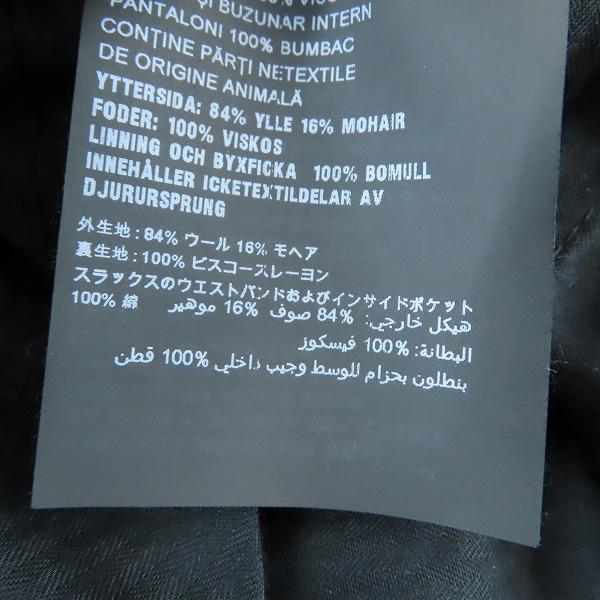 ȘI BUZUNAR INTERN
PANTALONI 100% BUMBAC
CONȚINE PĂRȚI NETEXTILE
DE ORIGINE ANIMALĂ
YTTERSIDA: 84% YLLE 16% MOHAIR
FODER: 100% VISKOS
LINNING OCH BYXFICKA 100% BOMULL
INNEHÅLLER ICKETEXTILDELAR AV
DJURURSPRUNG
外生地 : 84% ウール 16% モヘア
裏生地 : 100% ビスコースレーヨン
スラックスのウエストバンドおよびインサイドポケット
100% 綿
هيكل خارجي: 84% صوف 16% موهير
البطانة: 100% فيسكوز
بنطلون بحزام للوسط وجيب داخلي 100% قطن